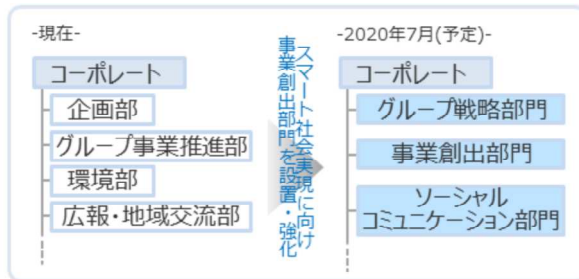 -現在-
コーポレート
企画部
グループ事業推進部
環境部
広報・地域交流部
スマート社会実現に向け
事業創出部門を設置・強化
-2020年7月(予定)-
コーポレート
グループ戦略部門
事業創出部門
ソーシャル
コミュニケーション部門